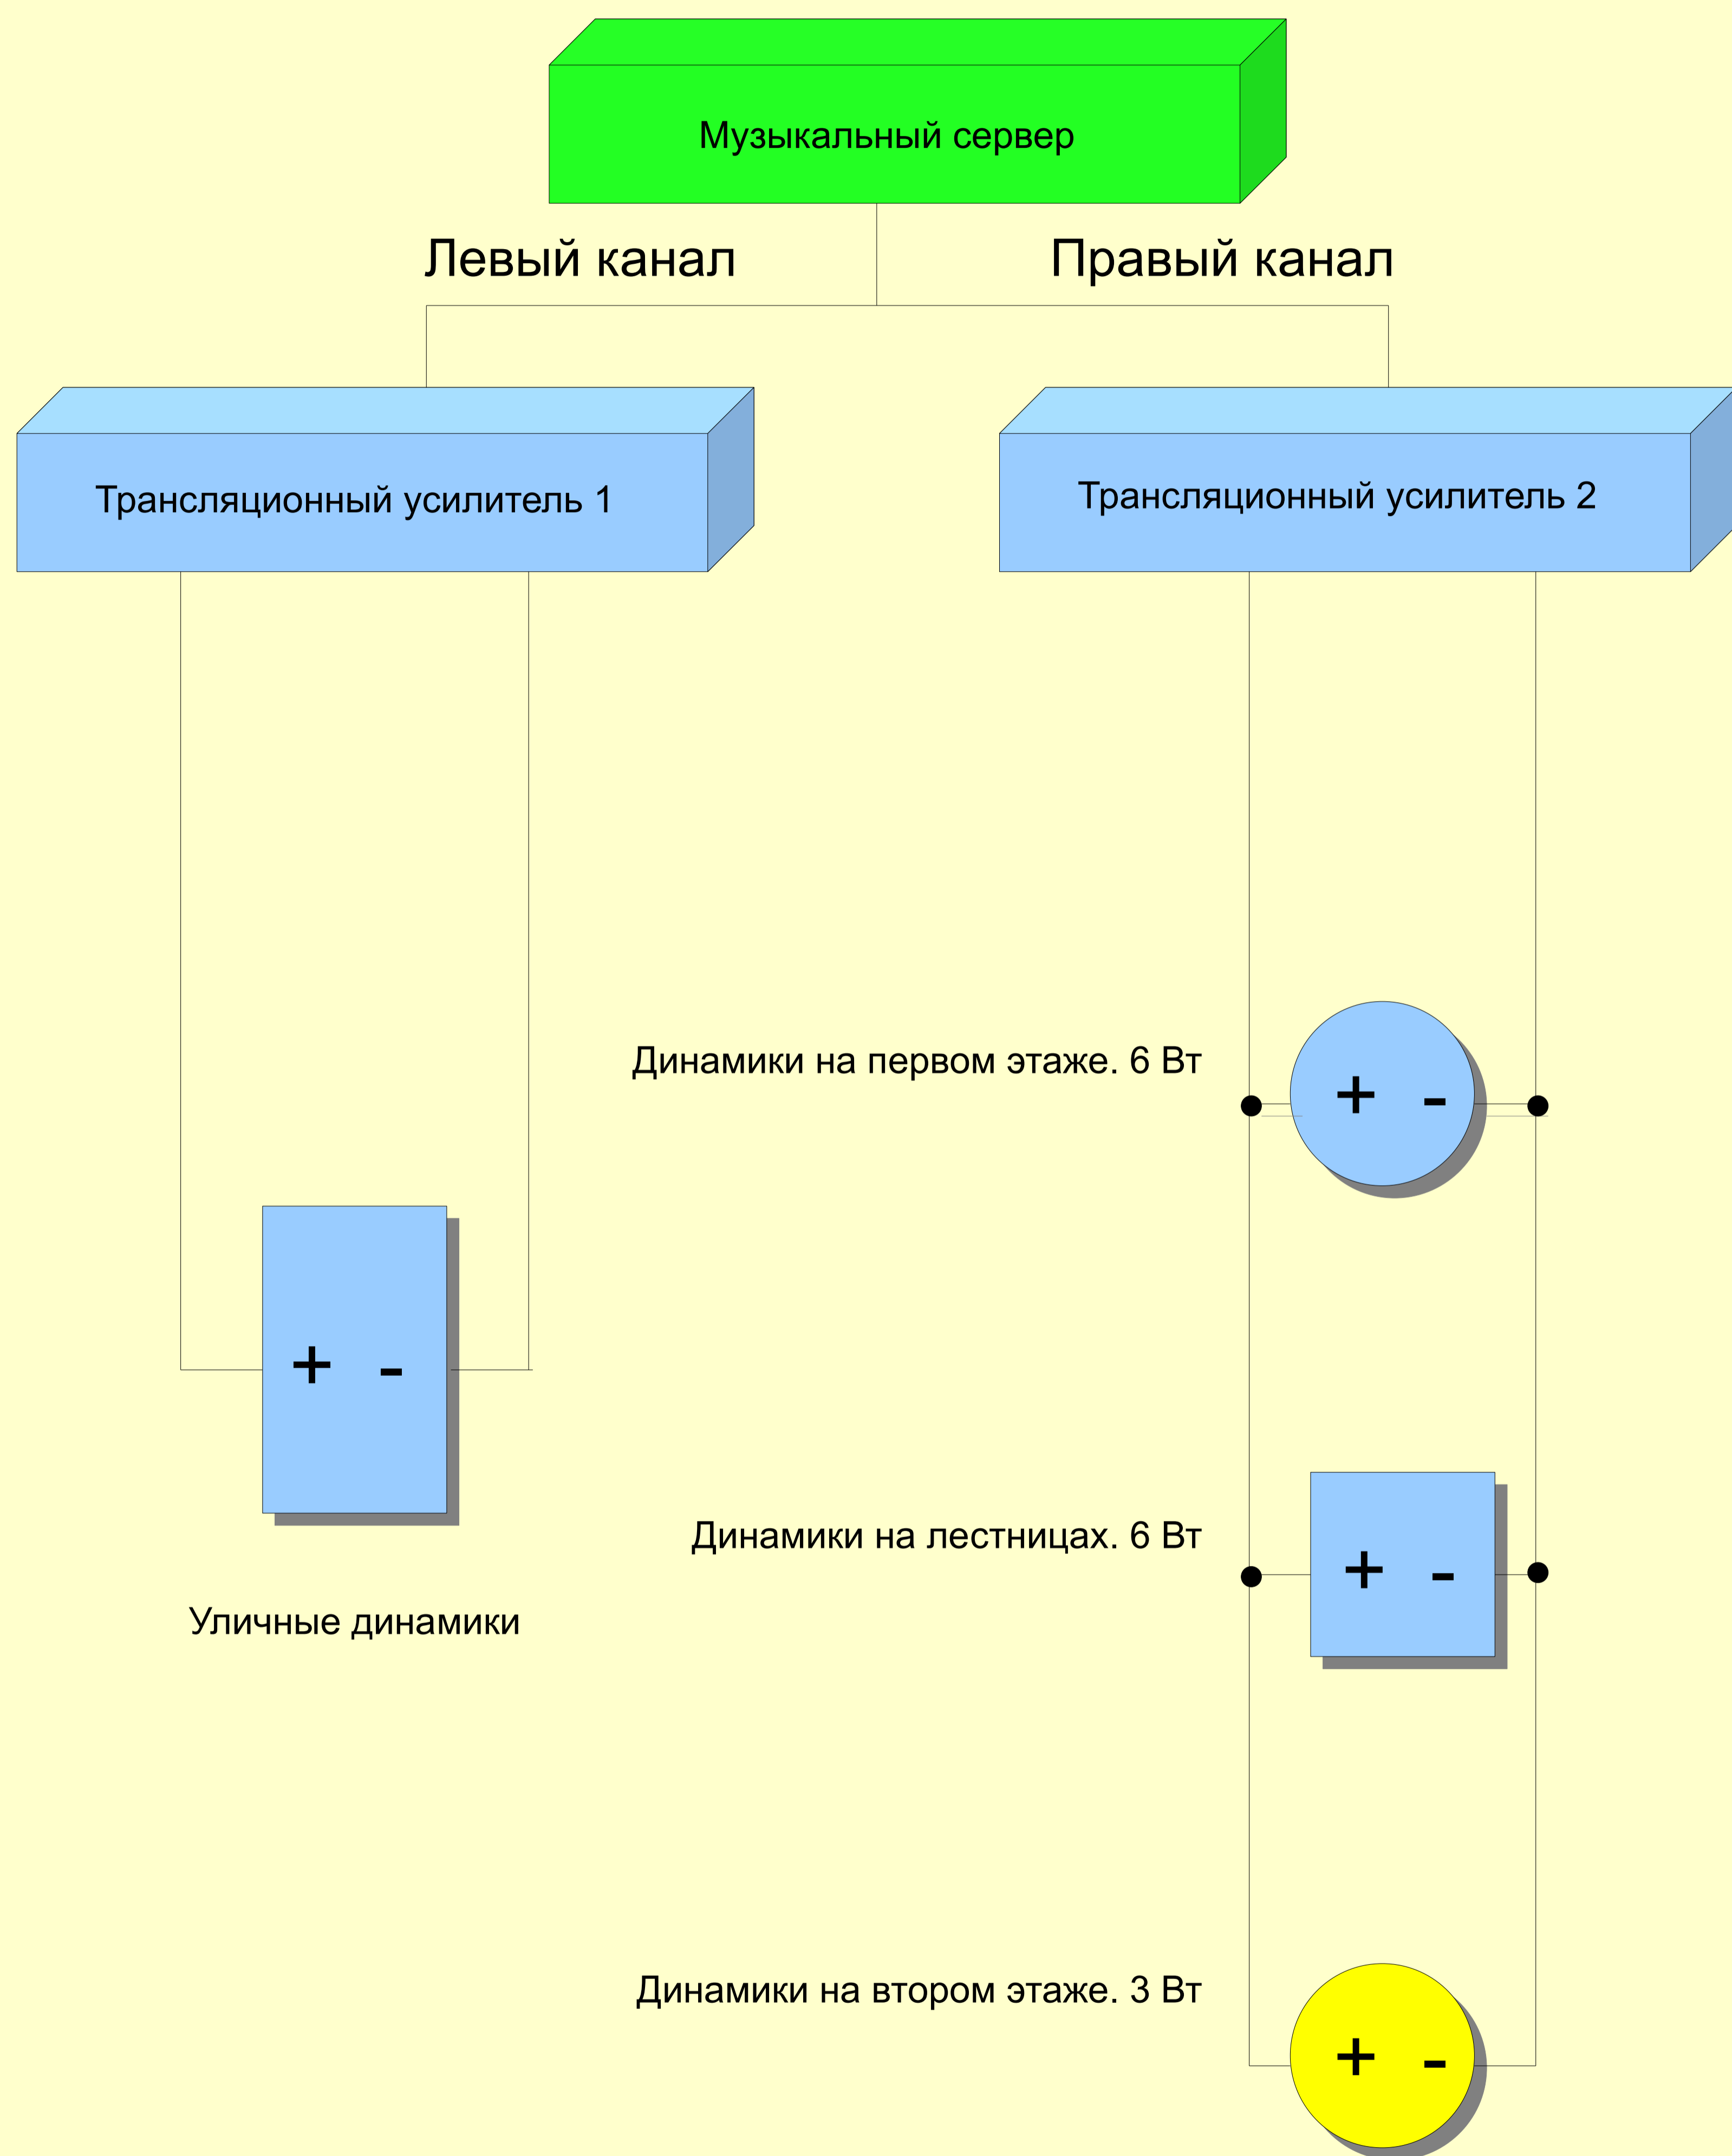 Музыкальный сервер
Левый канал
Правый канал
Трансляционный усилитель 1
Трансляционный усилитель 2
Динамики на первом этаже. 6 Вт
+ -
+ -
Динамики на лестницах. 6 Вт
+ -
Уличные динамики
Динамики на втором этаже. 3 Вт
+ -